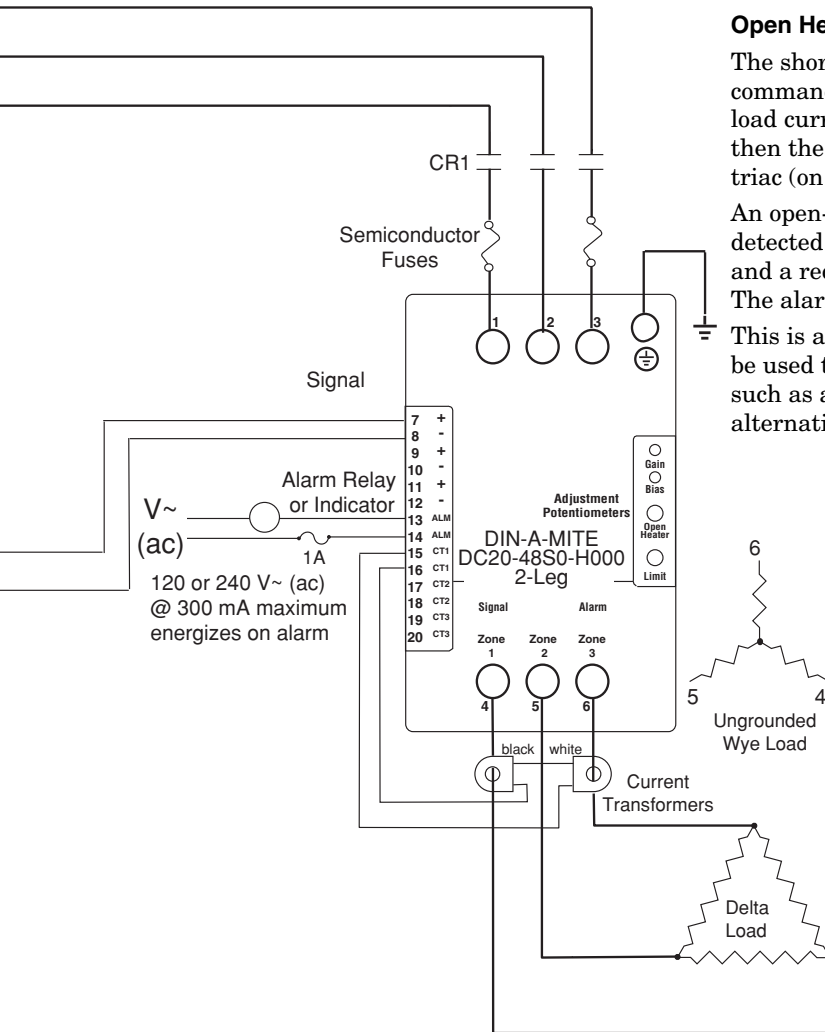 CR1
Semiconductor
Fuses
1 2 3
Signal
7 +
8 -
9 +
10 -
11 +
12 -
13 ALM
14 ALM
15 CT1
16 CT1
17 CT2
18 CT2
19 CT3
20 CT3
Alarm Relay
or Indicator
V~
(ac)
1A
120 or 240 V~ (ac)
@ 300 mA maximum
energizes on alarm
Gain
Bias
Adjustment
Potentiometers
Open
Heater
Limit
DIN-A-MITE
DC20-48S0-H000
2-Leg
Signal Alarm
Zone Zone Zone
1 2 3
4 5 6
black white
Current
Transformers
6
5 4
Ungrounded
Wye Load
Delta
Load
Open He
The shor
comman
load curr
then the
triac (on
An open-
detected
and a rec
The alar
This is a
be used t
such as a
alternati